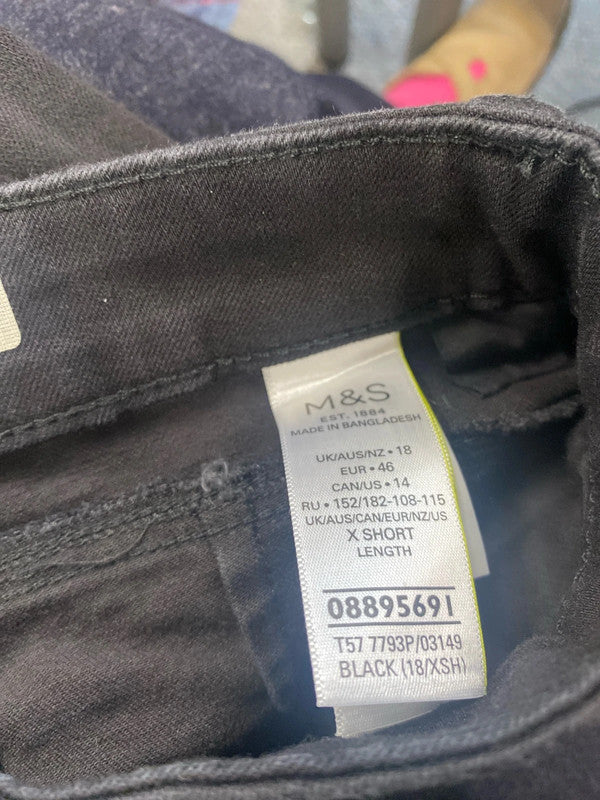 M&S
EST. 1884
MADE IN BANGLADESH
UK/AUS/NZ • 18
EUR • 46
CAN/US • 14
RU • 152/182-108-115
UK/AUS/CAN/EUR/NZ/US
X SHORT
LENGTH
08895691
T57 7793P/03149
BLACK (18/XSH)